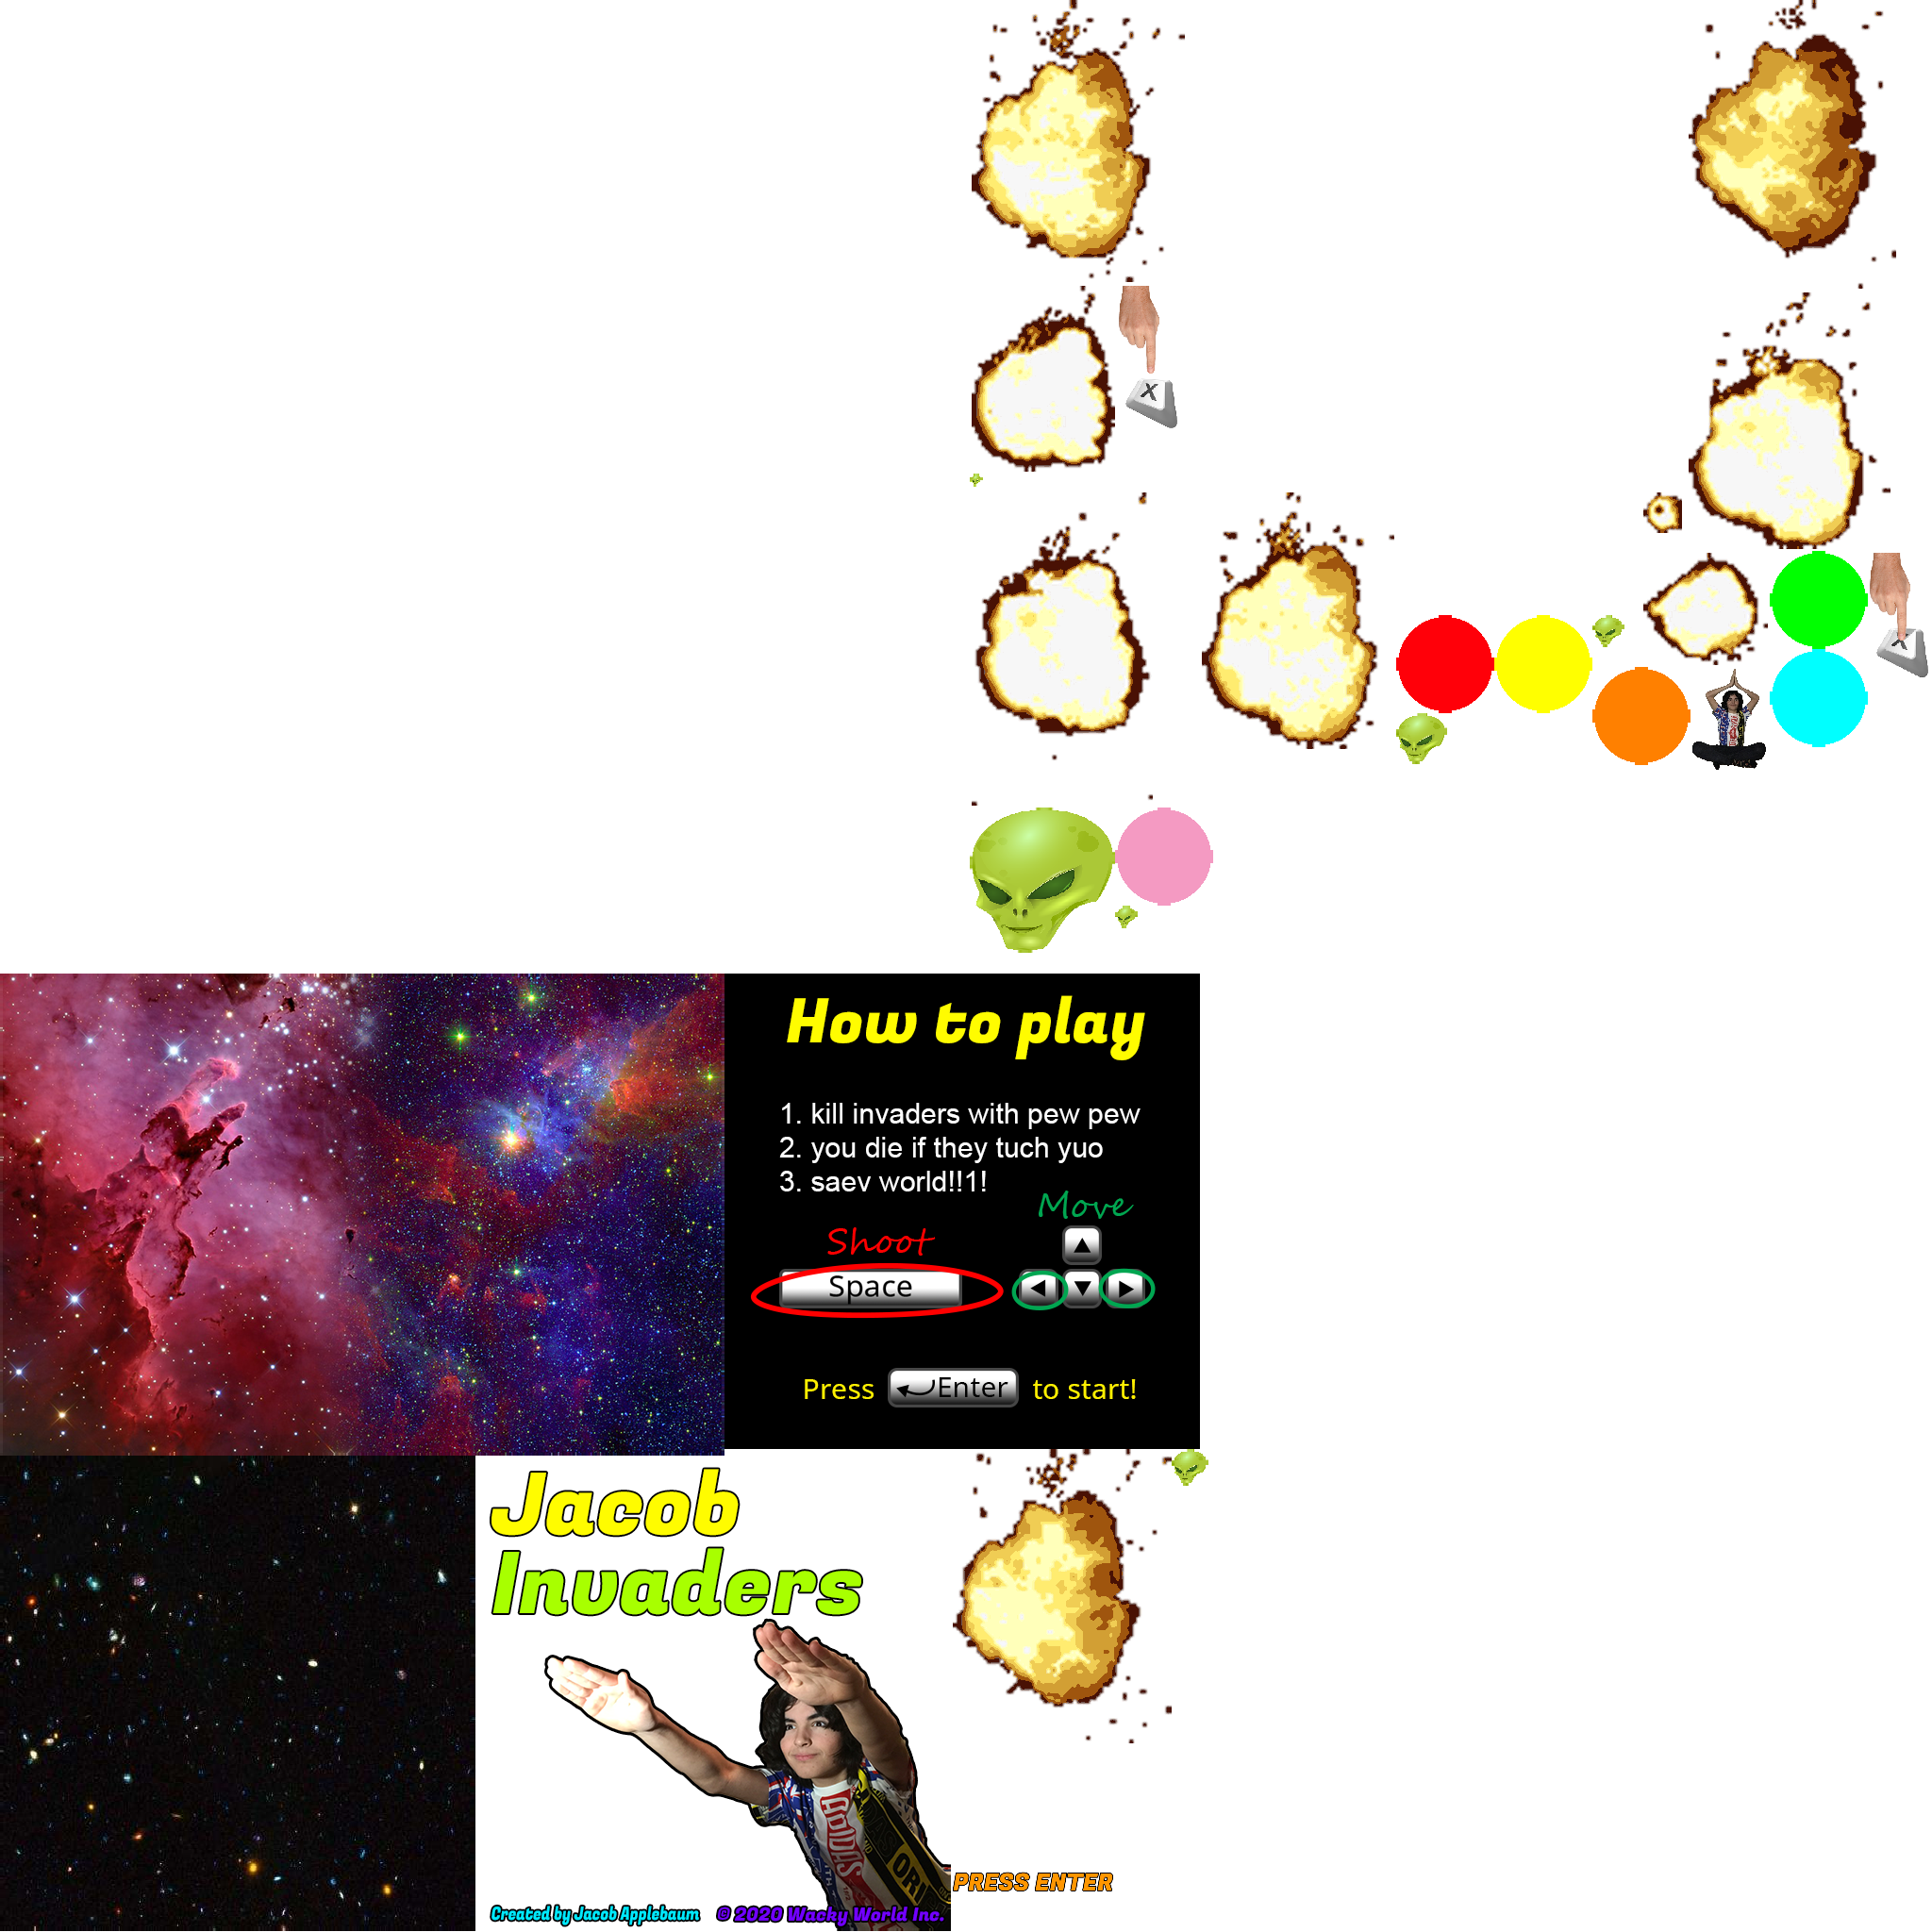 X
X
How to play
1. kill invaders with pew pew
2. you die if they tuch yuo
3. saev world!!1!
Move
Shoot
Space
Press Enter to start!
Jacob
Invaders
adidas
ORI
PRESS ENTER
Created by Jacob Applebaum © 2020 Wacky World Inc.